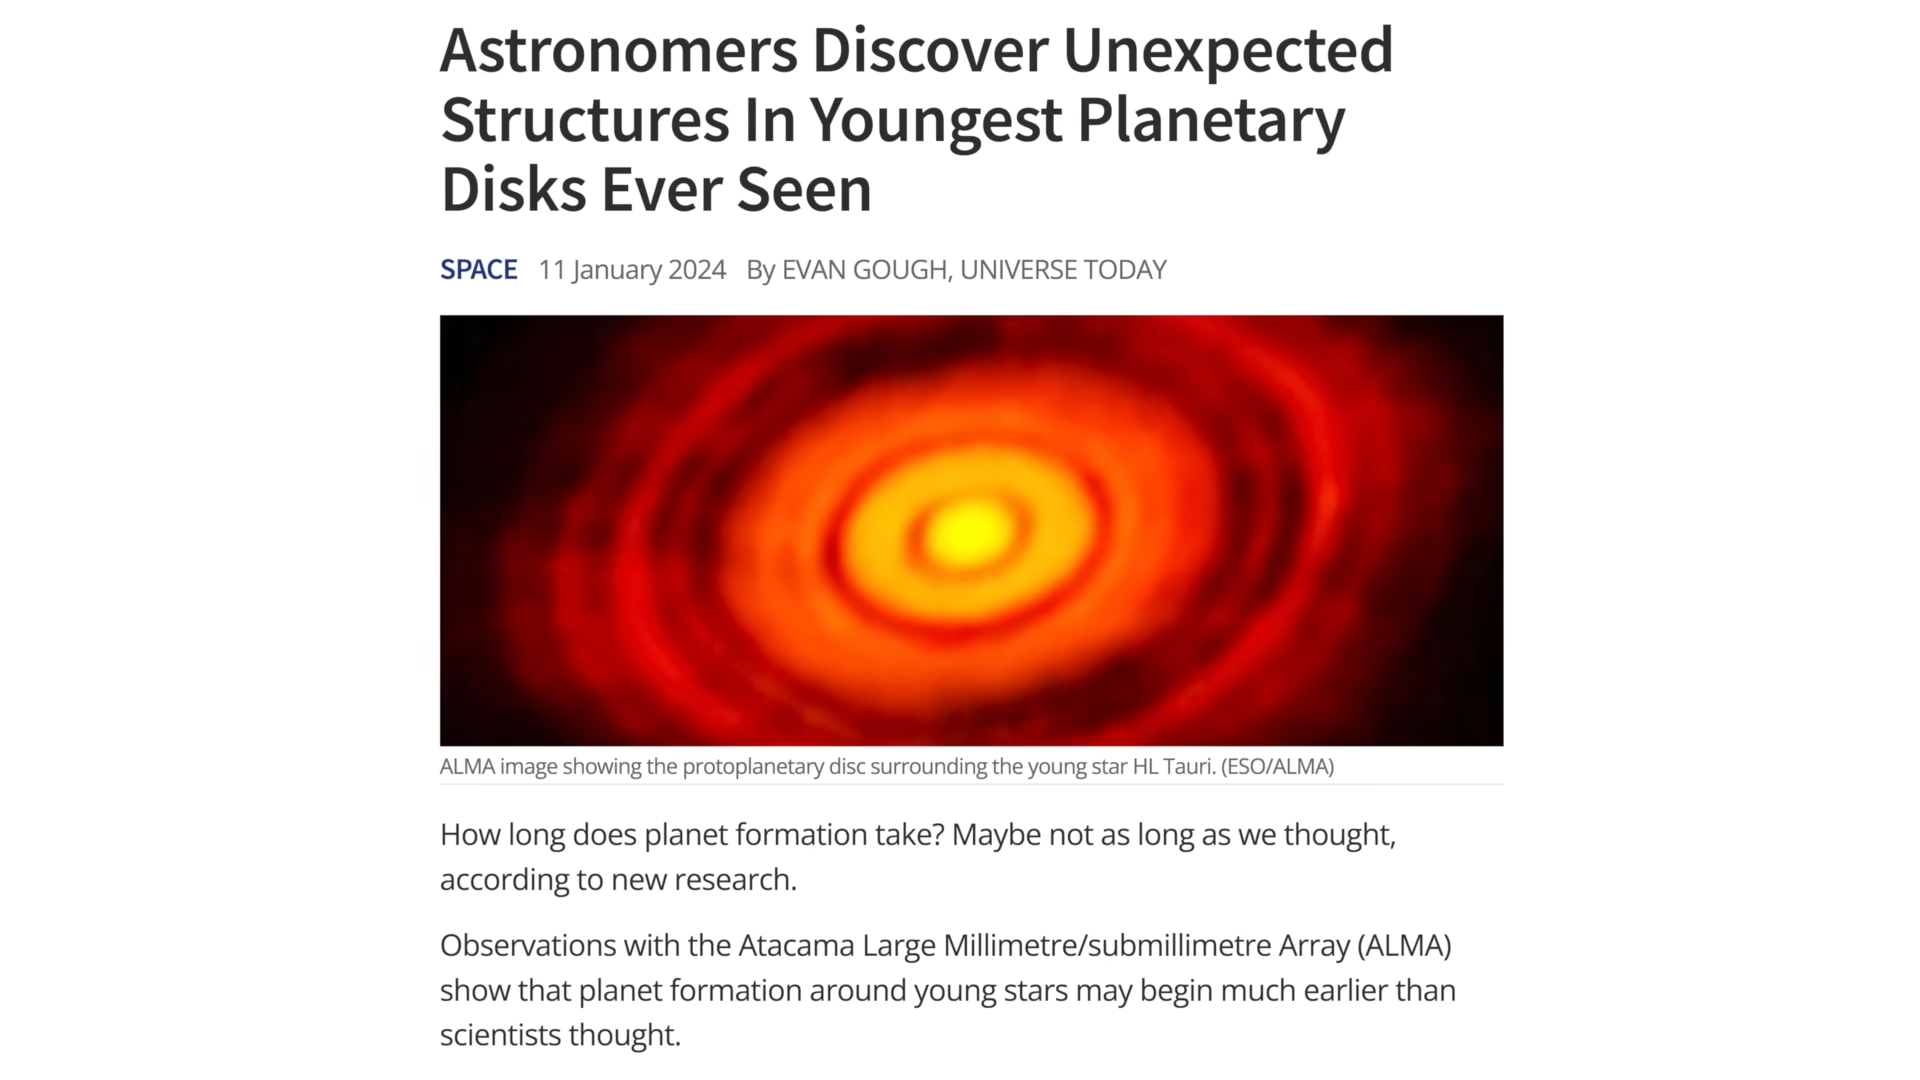 Astronomers Discover Unexpected
Structures In Youngest Planetary
Disks Ever Seen
SPACE 11 January 2024 By EVAN GOUGH, UNIVERSE TODAY
ALMA image showing the protoplanetary disc surrounding the young star HL Tauri. (ESO/ALMA)
How long does planet formation take? Maybe not as long as we thought,
according to new research.
Observations with the Atacama Large Millimetre/submillimetre Array (ALMA)
show that planet formation around young stars may begin much earlier than
scientists thought.